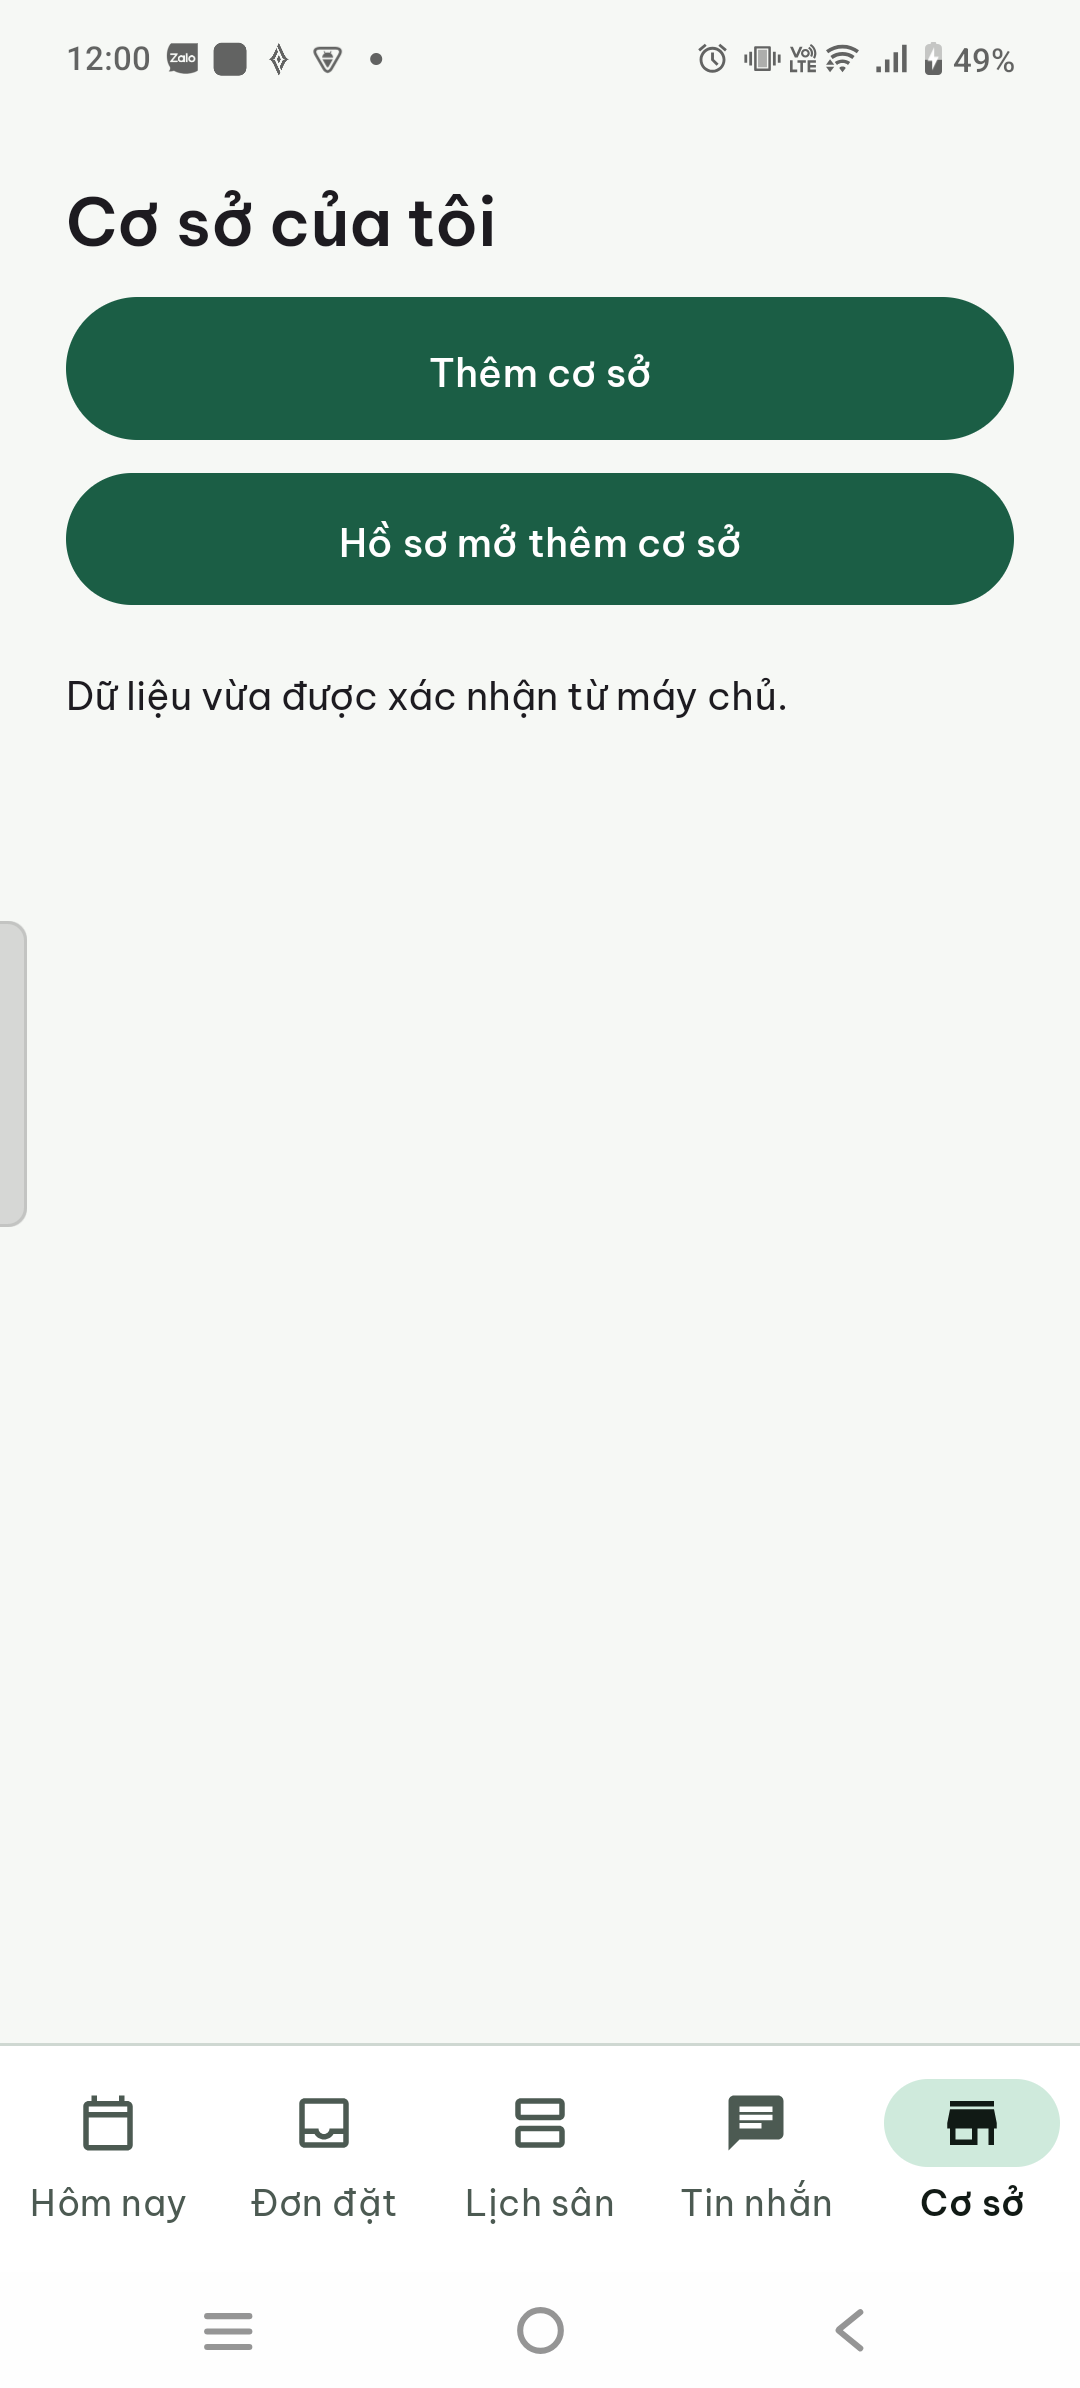 12:00 Zalo VoLTE 49%
Cơ sở của tôi
Thêm cơ sở
Hồ sơ mở thêm cơ sở
Dữ liệu vừa được xác nhận từ máy chủ.
Hôm nay Đơn đặt Lịch sân Tin nhắn Cơ sở